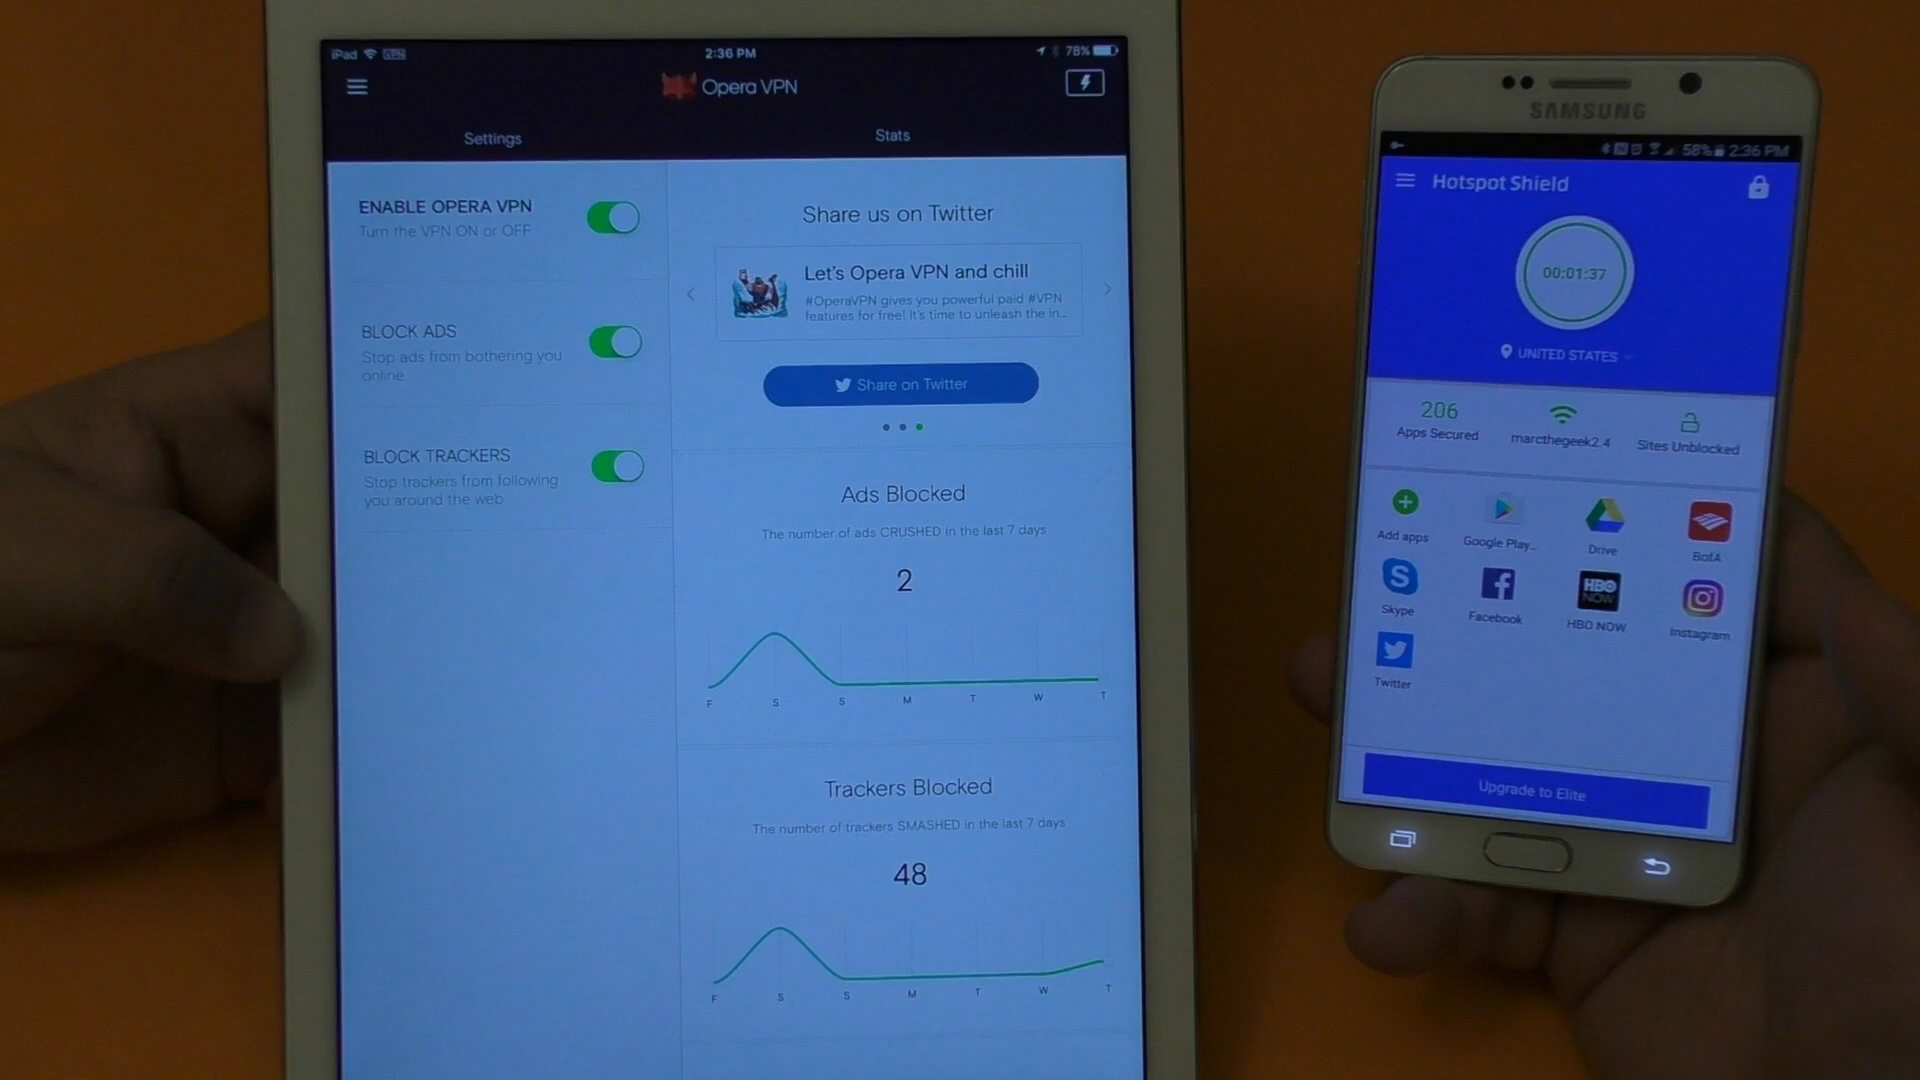 iPad VPN
2:36 PM
78%
Opera VPN
Settings
Stats
ENABLE OPERA VPN
Turn the VPN ON or OFF
BLOCK ADS
Stop ads from bothering you
online
BLOCK TRACKERS
Stop trackers from following
you around the web
Share us on Twitter
Let's Opera VPN and chill
#OperaVPN gives you powerful paid #VPN
features for free! It's time to unleash the in...
Share on Twitter
Ads Blocked
The number of ads CRUSHED in the last 7 days
2
F S S M T W T
Trackers Blocked
The number of trackers SMASHED in the last 7 days
48
F S S M T W T
SAMSUNG
58% 2:36 PM
Hotspot Shield
00:01:37
UNITED STATES
206
Apps Secured
marcthegeek2.4
Sites Unblocked
Add apps
Google Play...
Drive
BofA
Skype
Facebook
HBO
NOW
HBO NOW
Instagram
Twitter
Upgrade to Elite